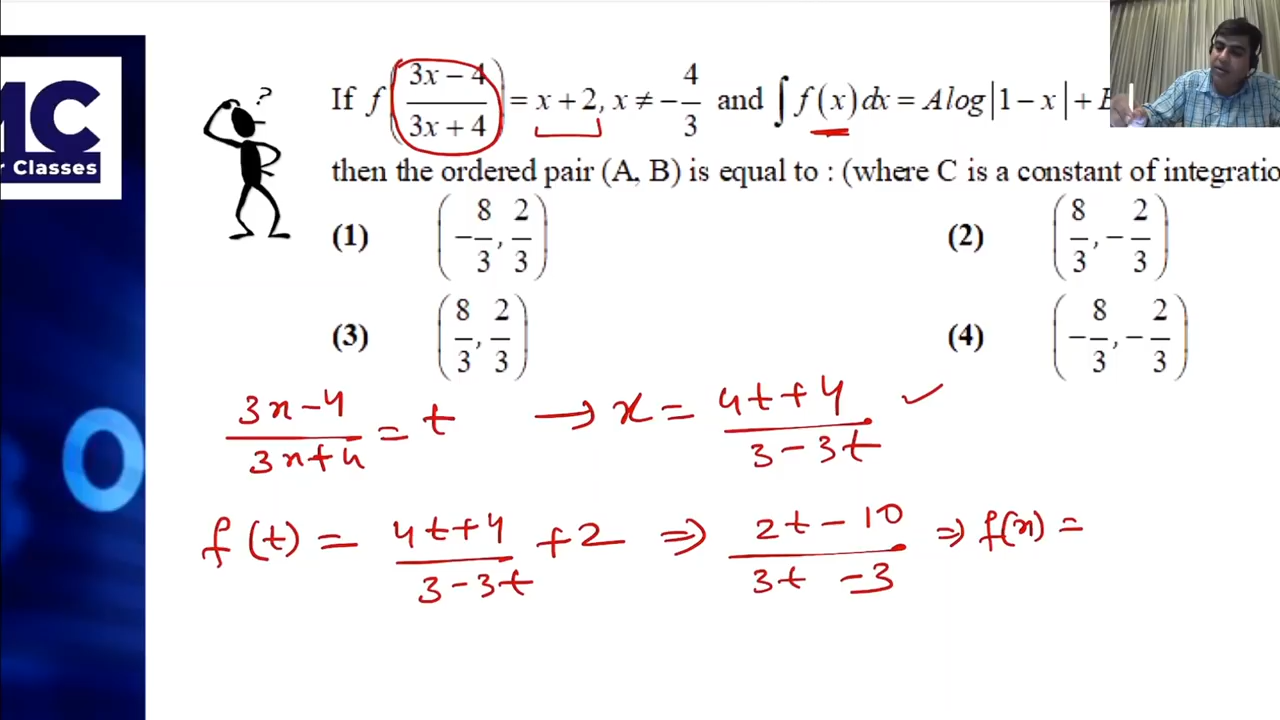 MC
r Classes
?
If f((3x − 4)/(3x + 4)) = x + 2, x ≠ −4/3 and ∫ f(x)dx = A log|1 − x| + B
then the ordered pair (A, B) is equal to : (where C is a constant of integratio
(1) (−8/3, 2/3) (2) (8/3, −2/3)
(3) (8/3, 2/3) (4) (−8/3, −2/3)
(3x−4)/(3x+4) = t → x = (4t+4)/(3−3t) ✓
f(t) = (4t+4)/(3−3t) + 2 ⇒ (2t−10)/(3t−3) ⇒ f(x) =